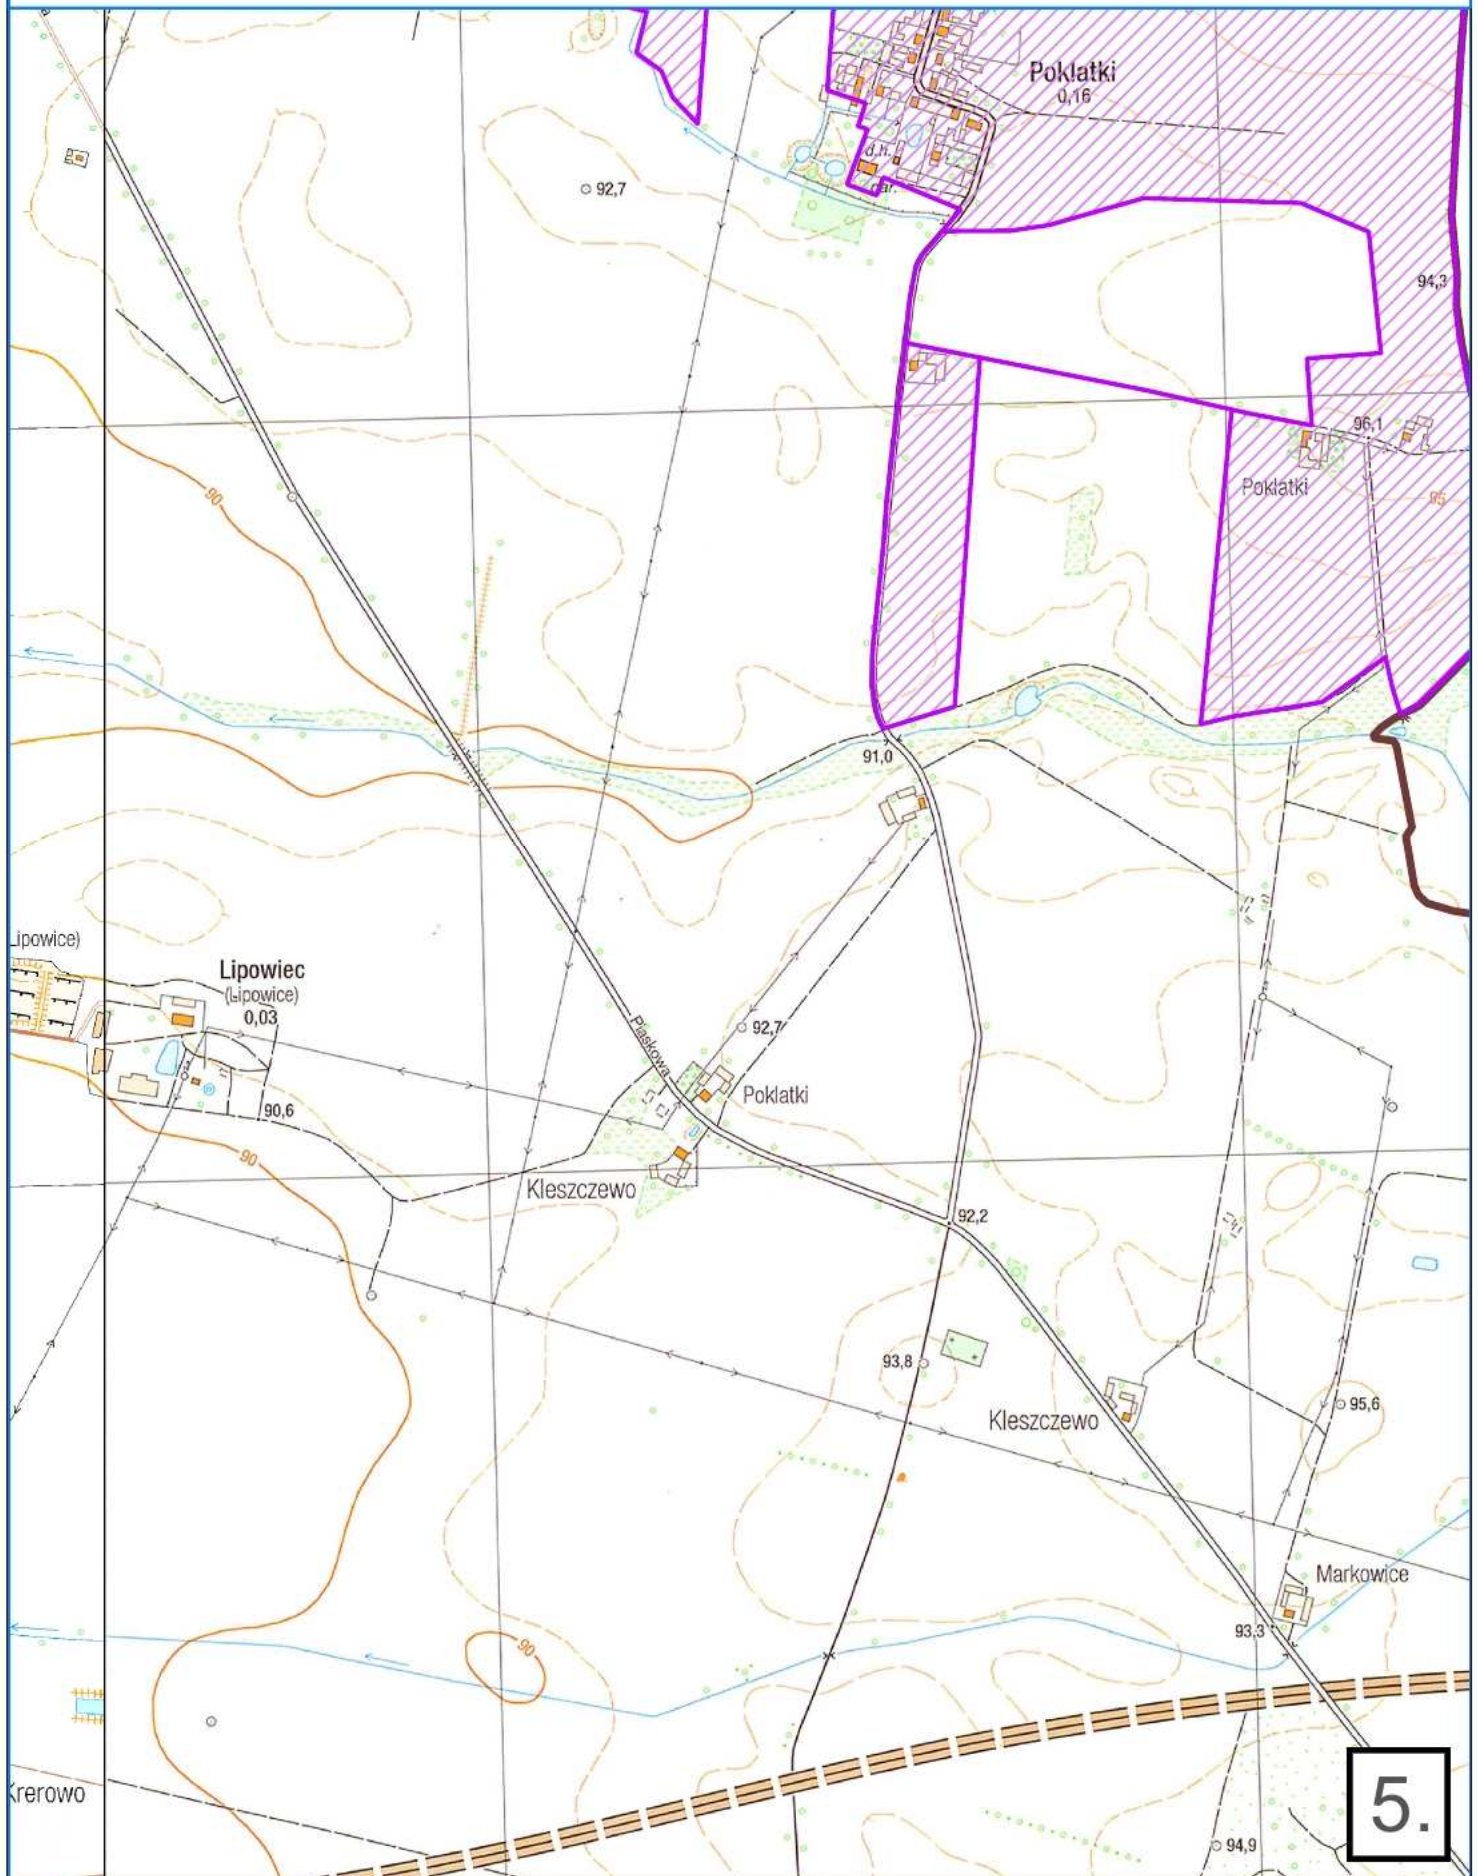 Poklatki
0,16
d.h.
gar.
92,7
94,3
96,1
Poklatki
95
90
91,0
Lipowice)
Lipowiec
(Lipowice)
0,03
92,7
Piaskowa
Poklatki
90,6
90
Kleszczewo
92,2
93,8
Kleszczewo
95,6
Markowice
93,3
90
Krerowo
94,9
5.